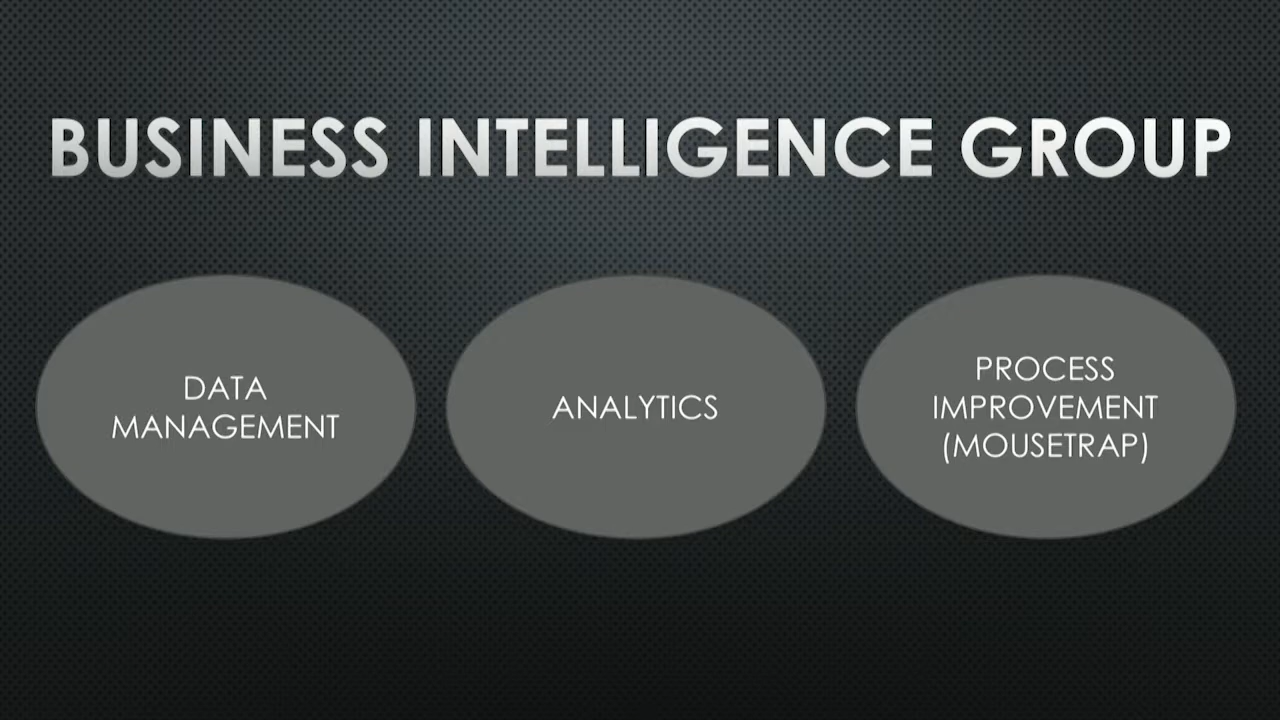 BUSINESS INTELLIGENCE GROUP
DATA
MANAGEMENT
ANALYTICS
PROCESS
IMPROVEMENT
(MOUSETRAP)